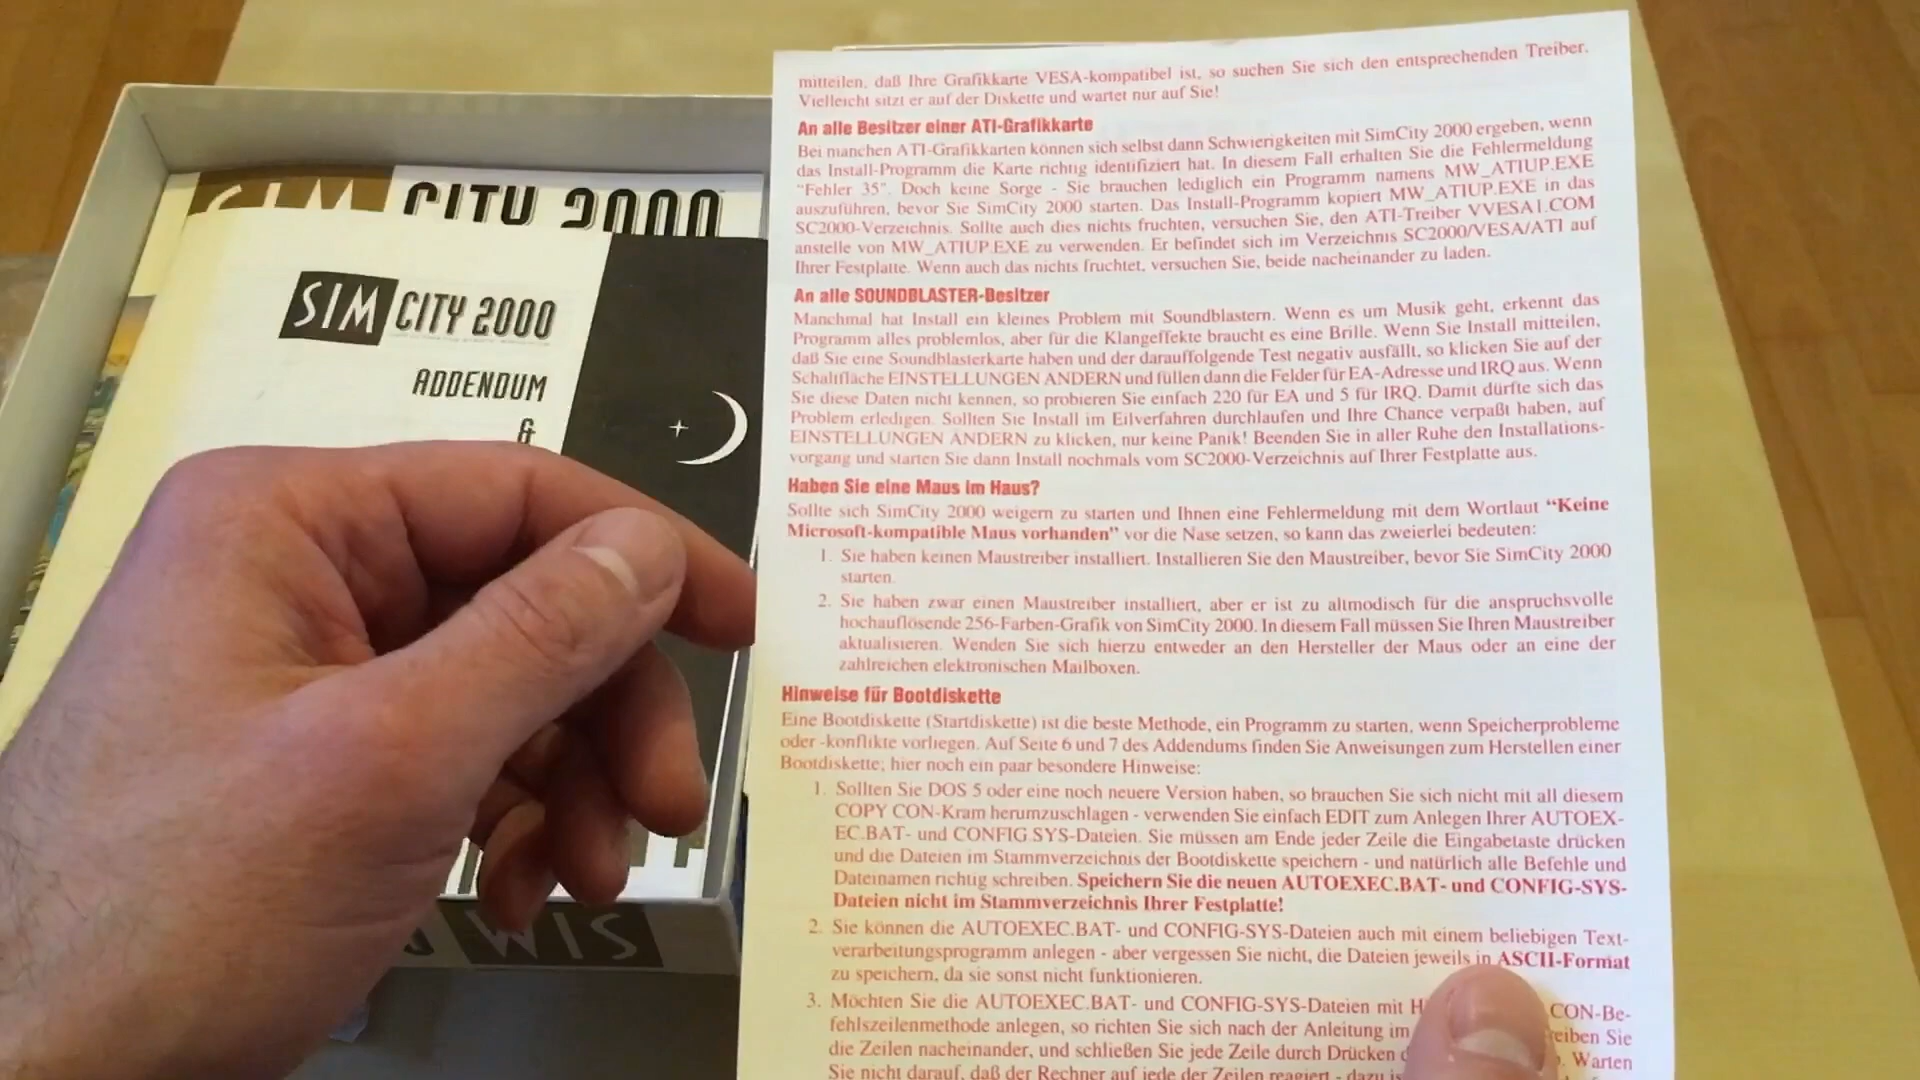 SIM CITY 2000
SIM CITY 2000
ADDENDUM
&
SIM
mitteilen, daß Ihre Grafikkarte VESA-kompatibel ist, so suchen Sie sich den entsprechenden Treiber.
Vielleicht sitzt er auf der Diskette und wartet nur auf Sie!
An alle Besitzer einer ATI-Grafikkarte
Bei manchen ATI-Grafikkarten können sich selbst dann Schwierigkeiten mit SimCity 2000 ergeben, wenn
das Install-Programm die Karte richtig identifiziert hat. In diesem Fall erhalten Sie die Fehlermeldung
"Fehler 35". Doch keine Sorge - Sie brauchen lediglich ein Programm namens MW_ATIUP.EXE
auszuführen, bevor Sie SimCity 2000 starten. Das Install-Programm kopiert MW_ATIUP.EXE in das
SC2000-Verzeichnis. Sollte auch dies nichts fruchten, versuchen Sie, den ATI-Treiber VVESA1.COM
anstelle von MW_ATIUP.EXE zu verwenden. Er befindet sich im Verzeichnis SC2000/VESA/ATI auf
Ihrer Festplatte. Wenn auch das nichts fruchtet, versuchen Sie, beide nacheinander zu laden.
An alle SOUNDBLASTER-Besitzer
Manchmal hat Install ein kleines Problem mit Soundblastern. Wenn es um Musik geht, erkennt das
Programm alles problemlos, aber für die Klangeffekte braucht es eine Brille. Wenn Sie Install mitteilen,
daß Sie eine Soundblasterkarte haben und der darauffolgende Test negativ ausfällt, so klicken Sie auf der
Schaltfläche EINSTELLUNGEN ÄNDERN und füllen dann die Felder für EA-Adresse und IRQ aus. Wenn
Sie diese Daten nicht kennen, so probieren Sie einfach 220 für EA und 5 für IRQ. Damit dürfte sich das
Problem erledigen. Sollten Sie Install im Eilverfahren durchlaufen und Ihre Chance verpaßt haben, auf
EINSTELLUNGEN ÄNDERN zu klicken, nur keine Panik! Beenden Sie in aller Ruhe den Installations-
vorgang und starten Sie dann Install nochmals vom SC2000-Verzeichnis auf Ihrer Festplatte aus.
Haben Sie eine Maus im Haus?
Sollte sich SimCity 2000 weigern zu starten und Ihnen eine Fehlermeldung mit dem Wortlaut “Keine
Microsoft-kompatible Maus vorhanden” vor die Nase setzen, so kann das zweierlei bedeuten:
1. Sie haben keinen Maustreiber installiert. Installieren Sie den Maustreiber, bevor Sie SimCity 2000
starten.
2. Sie haben zwar einen Maustreiber installiert, aber er ist zu altmodisch für die anspruchsvolle
hochauflösende 256-Farben-Grafik von SimCity 2000. In diesem Fall müssen Sie Ihren Maustreiber
aktualisieren. Wenden Sie sich hierzu entweder an den Hersteller der Maus oder an eine der
zahlreichen elektronischen Mailboxen.
Hinweise für Bootdiskette
Eine Bootdiskette (Startdiskette) ist die beste Methode, ein Programm zu starten, wenn Speicherprobleme
oder -konflikte vorliegen. Auf Seite 6 und 7 des Addendums finden Sie Anweisungen zum Herstellen einer
Bootdiskette; hier noch ein paar besondere Hinweise:
1. Sollten Sie DOS 5 oder eine noch neuere Version haben, so brauchen Sie sich nicht mit all diesem
COPY CON-Kram herumzuschlagen - verwenden Sie einfach EDIT zum Anlegen Ihrer AUTOEX-
EC.BAT- und CONFIG.SYS-Dateien. Sie müssen am Ende jeder Zeile die Eingabetaste drücken
und die Dateien im Stammverzeichnis der Bootdiskette speichern - und natürlich alle Befehle und
Dateinamen richtig schreiben. Speichern Sie die neuen AUTOEXEC.BAT- und CONFIG-SYS-
Dateien nicht im Stammverzeichnis Ihrer Festplatte!
2. Sie können die AUTOEXEC.BAT- und CONFIG-SYS-Dateien auch mit einem beliebigen Text-
verarbeitungsprogramm anlegen - aber vergessen Sie nicht, die Dateien jeweils in ASCII-Format
zu speichern, da sie sonst nicht funktionieren.
3. Möchten Sie die AUTOEXEC.BAT- und CONFIG-SYS-Dateien mit CON-Be-
fehlszeilenmethode anlegen, so richten Sie sich nach der Anleitung im Sie
die Zeilen nacheinander, und schließen Sie jede Zeile durch Drücken Warten
Sie nicht darauf, daß der Rechner auf jede der Zeilen reagiert - dazu